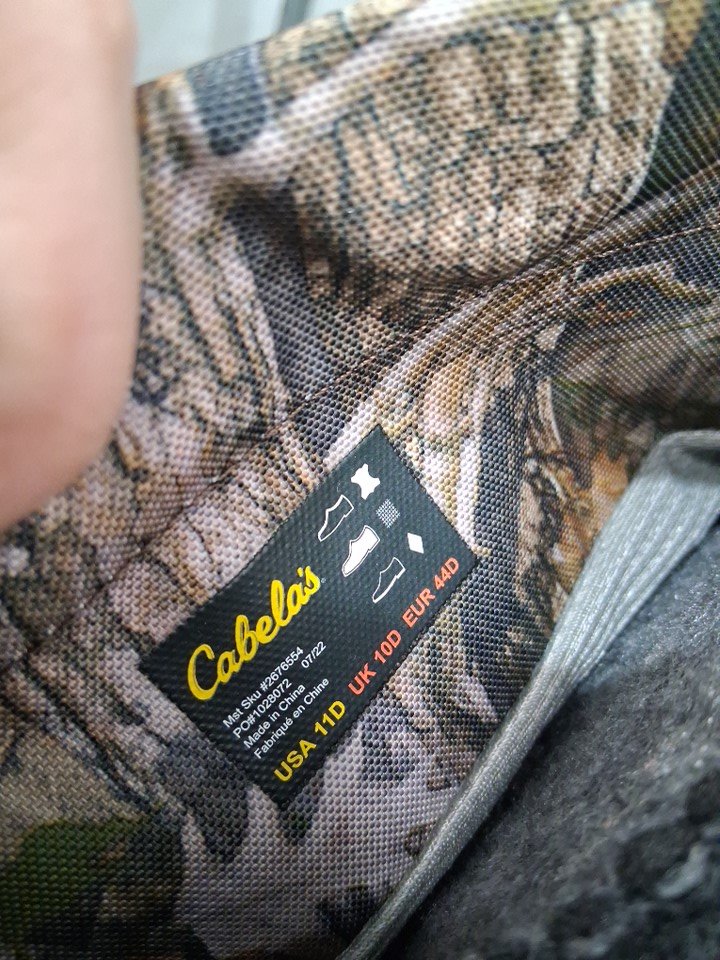 Cabela's®
Mst Sku #2676554
PO#1028072 07/22
Made in China
Fabriqué en Chine
USA 11D UK 10D EUR 44D